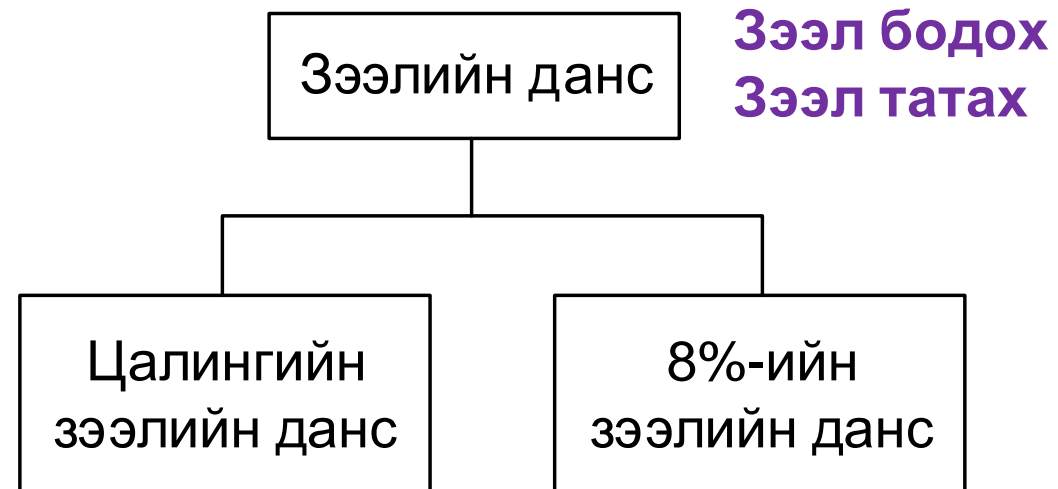 Зээлийн данс
Зээл бодох
Зээл татах
Цалингийн
зээлийн данс
8%-ийн
зээлийн данс